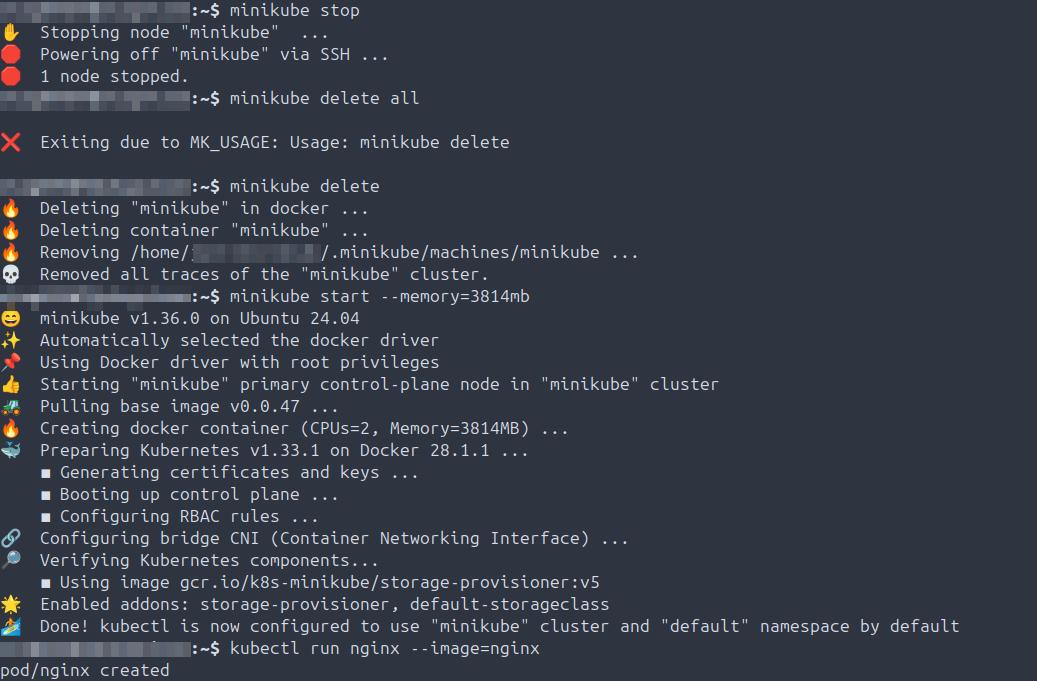 :~$ minikube stop
✋ Stopping node "minikube" ...
🛑 Powering off "minikube" via SSH ...
🛑 1 node stopped.
:~$ minikube delete all
❌ Exiting due to MK_USAGE: Usage: minikube delete
:~$ minikube delete
🔥 Deleting "minikube" in docker ...
🔥 Deleting container "minikube" ...
🔥 Removing /home/ /.minikube/machines/minikube ...
💀 Removed all traces of the "minikube" cluster.
:~$ minikube start --memory=3814mb
😄 minikube v1.36.0 on Ubuntu 24.04
✨ Automatically selected the docker driver
📌 Using Docker driver with root privileges
👍 Starting "minikube" primary control-plane node in "minikube" cluster
🚜 Pulling base image v0.0.47 ...
🔥 Creating docker container (CPUs=2, Memory=3814MB) ...
🐳 Preparing Kubernetes v1.33.1 on Docker 28.1.1 ...
▪ Generating certificates and keys ...
▪ Booting up control plane ...
▪ Configuring RBAC rules ...
🔗 Configuring bridge CNI (Container Networking Interface) ...
🔎 Verifying Kubernetes components...
▪ Using image gcr.io/k8s-minikube/storage-provisioner:v5
🌟 Enabled addons: storage-provisioner, default-storageclass
🏄 Done! kubectl is now configured to use "minikube" cluster and "default" namespace by default
:~$ kubectl run nginx --image=nginx
pod/nginx created